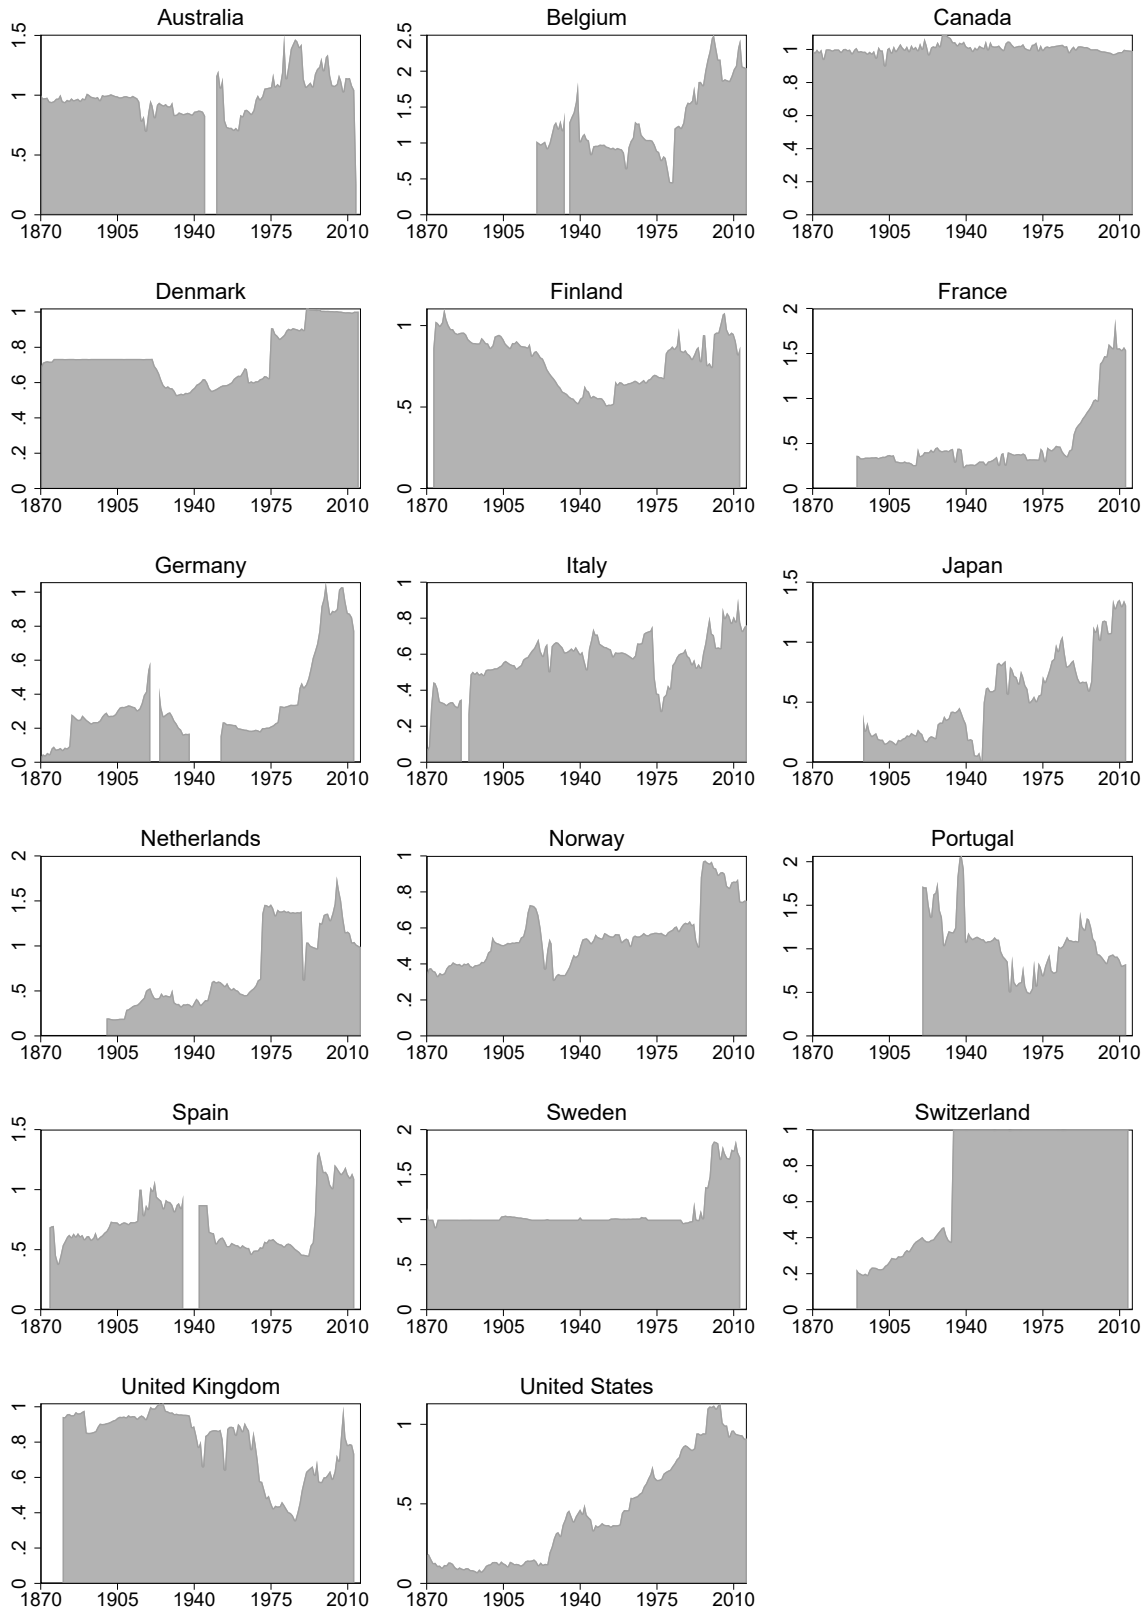 Australia
0 .5 1 1.5
1870 1905 1940 1975 2010
Belgium
0 .5 1 1.5 2 2.5
1870 1905 1940 1975 2010
Canada
0 .2 .4 .6 .8 1
1870 1905 1940 1975 2010
Denmark
0 .2 .4 .6 .8 1
1870 1905 1940 1975 2010
Finland
0 .5 1
1870 1905 1940 1975 2010
France
0 .5 1 1.5 2
1870 1905 1940 1975 2010
Germany
0 .2 .4 .6 .8 1
1870 1905 1940 1975 2010
Italy
0 .2 .4 .6 .8 1
1870 1905 1940 1975 2010
Japan
0 .5 1 1.5
1870 1905 1940 1975 2010
Netherlands
0 .5 1 1.5 2
1870 1905 1940 1975 2010
Norway
0 .2 .4 .6 .8 1
1870 1905 1940 1975 2010
Portugal
0 .5 1 1.5 2
1870 1905 1940 1975 2010
Spain
0 .5 1 1.5
1870 1905 1940 1975 2010
Sweden
0 .5 1 1.5 2
1870 1905 1940 1975 2010
Switzerland
0 .2 .4 .6 .8 1
1870 1905 1940 1975 2010
United Kingdom
0 .2 .4 .6 .8 1
1870 1905 1940 1975 2010
United States
0 .5 1
1870 1905 1940 1975 2010